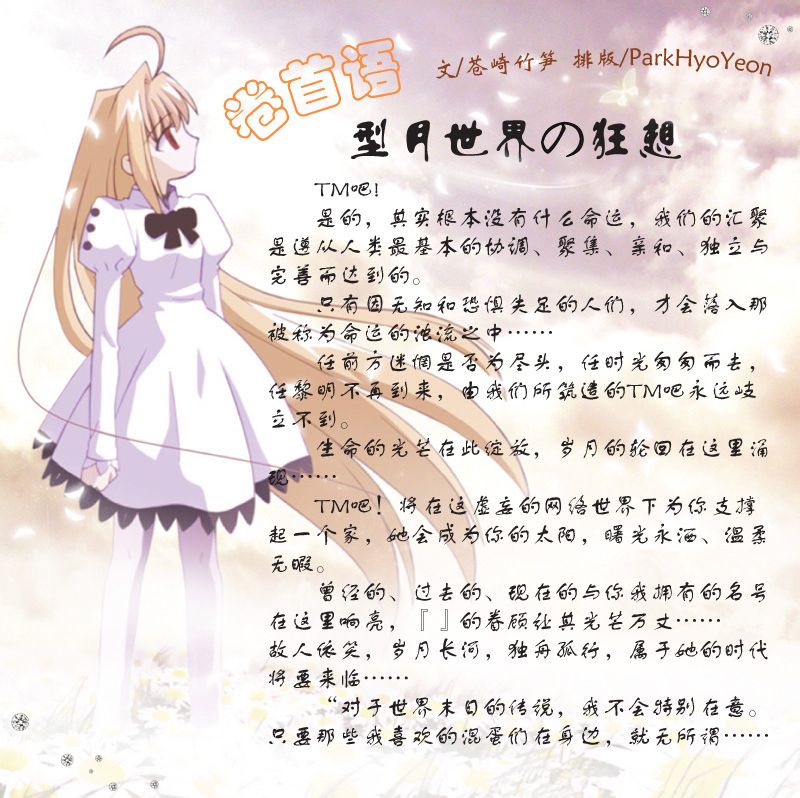 卷首语
文/苍崎竹笋 排版/ParkHyoYeon
型月世界の狂想
TM吧!
是的，其实根本没有什么命运，我们的汇聚
是遵从人类最基本的协调、聚集、亲和、独立与
完善而达到的。
只有因无知和恐惧失足的人们，才会落入那
被称为命运的浊流之中……
任前方迷惘是否为尽头，任时光匆匆而去，
任黎明不再到来，由我们所筑造的TM吧永远屹
立不到。
生命的光芒在此绽放，岁月的轮回在这里涌
现……
TM吧！将在这虚妄的网络世界下为你支撑
起一个家，她会成为你的太阳，曙光永洒、温柔
无暇。
曾经的、过去的、现在的与你我拥有的名号
在这里响亮，『 』的眷顾让其光芒万丈……
故人依笑，岁月长河，独舟孤行，属于她的时代
将要来临……
“对于世界末日的传说，我不会特别在意。
只要那些我喜欢的混蛋们在身边，就无所谓……